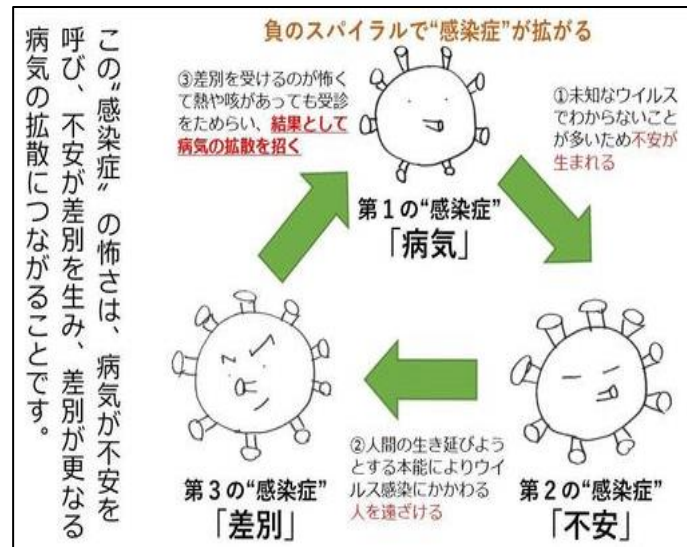 負のスパイラルで“感染症”が拡がる
この“感染症”の怖さは、病気が不安を
呼び、不安が差別を生み、差別が更なる
病気の拡散につながることです。
①未知なウイルス
でわからないこと
が多いため不安が
生まれる
第1の“感染症”
「病気」
②人間の生き延びよう
とする本能によりウイ
ルス感染にかかわる
人を遠ざける
第2の“感染症”
「不安」
③差別を受けるのが怖く
て熱や咳があっても受診
をためらい、結果として
病気の拡散を招く
第3の“感染症”
「差別」